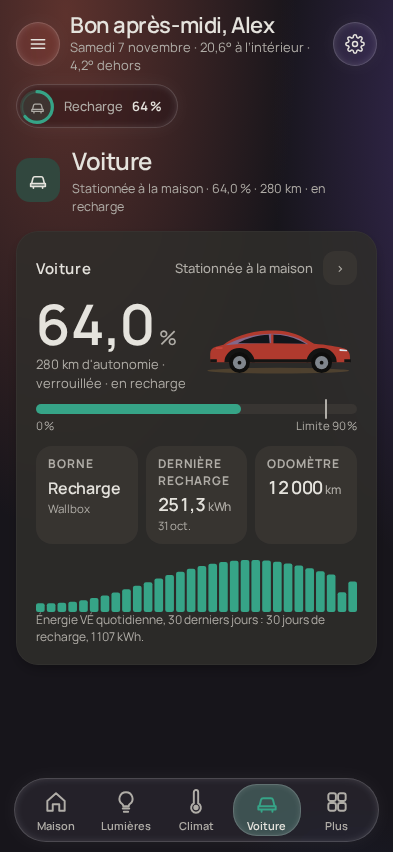 Bon après-midi, Alex
Samedi 7 novembre · 20,6° à l'intérieur ·
4,2° dehors
Recharge 64 %
Voiture
Stationnée à la maison · 64,0 % · 280 km · en
recharge
Voiture
Stationnée à la maison
64,0 %
280 km d'autonomie ·
verrouillée · en recharge
0 %
Limite 90 %
BORNE
Recharge
Wallbox
DERNIÈRE
RECHARGE
251,3 kWh
31 oct.
ODOMÈTRE
12 000 km
Énergie VÉ quotidienne, 30 derniers jours : 30 jours de
recharge, 1 107 kWh.
Maison
Lumières
Climat
Voiture
Plus